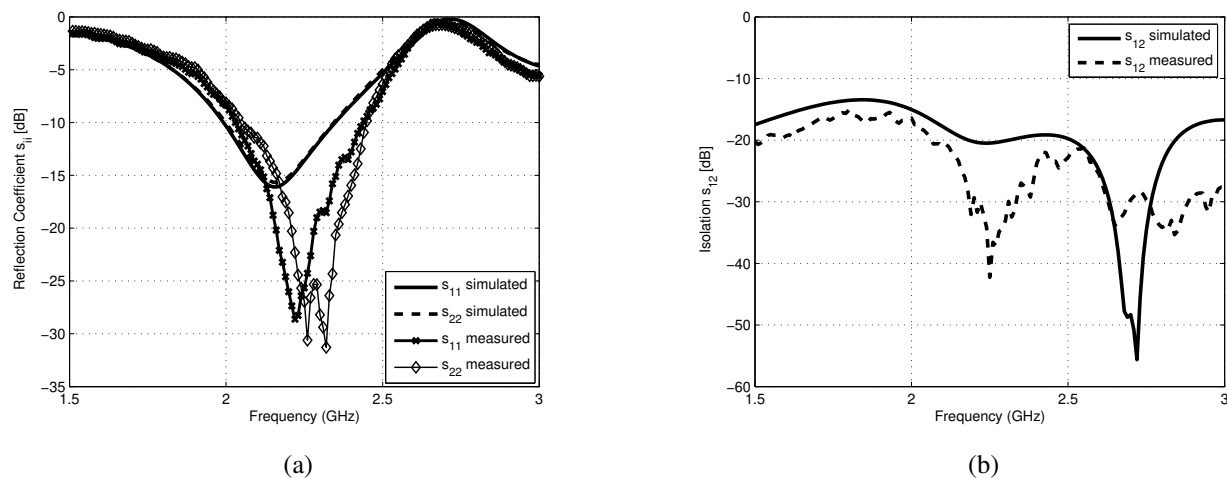 0
−5
−10
−15
−20
−25
−30
−35
1.5
2
2.5
3
Reflection Coefficient s_ii [dB]
Frequency (GHz)
s_11 simulated
s_22 simulated
s_11 measured
s_22 measured
(a)
0
−10
−20
−30
−40
−50
−60
1.5
2
2.5
3
Isolation s_12 [dB]
Frequency (GHz)
s_12 simulated
s_12 measured
(b)